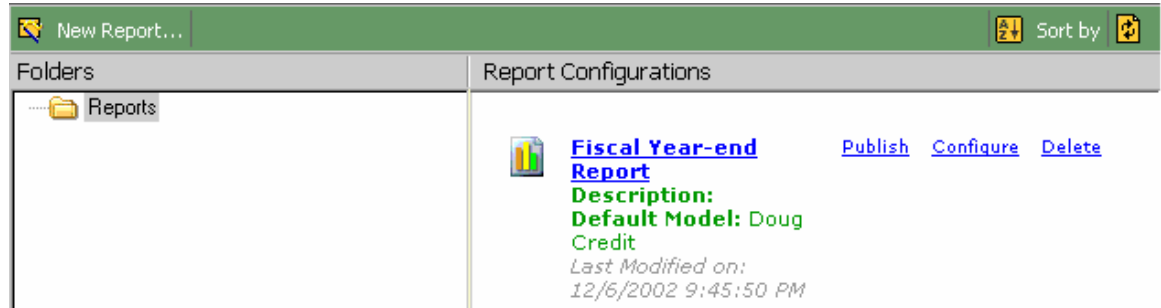 New Report...
Sort by
Folders
Report Configurations
Reports
Fiscal Year-end
Report
Publish Configure Delete
Description:
Default Model: Doug
Credit
Last Modified on:
12/6/2002 9:45:50 PM